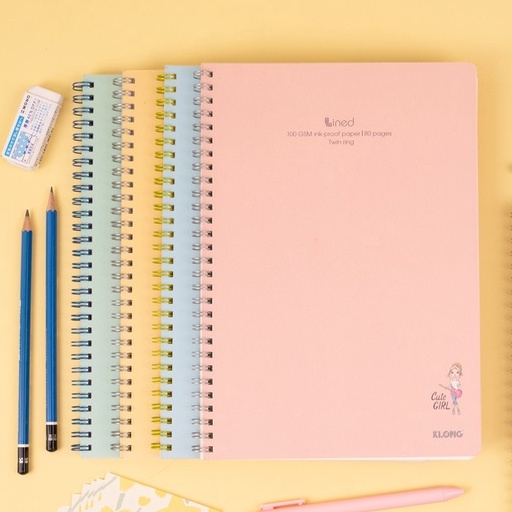 Lined
100 GSM ink-proof paper | 80 pages
Twin ring
Cute
GIRL
KLONG